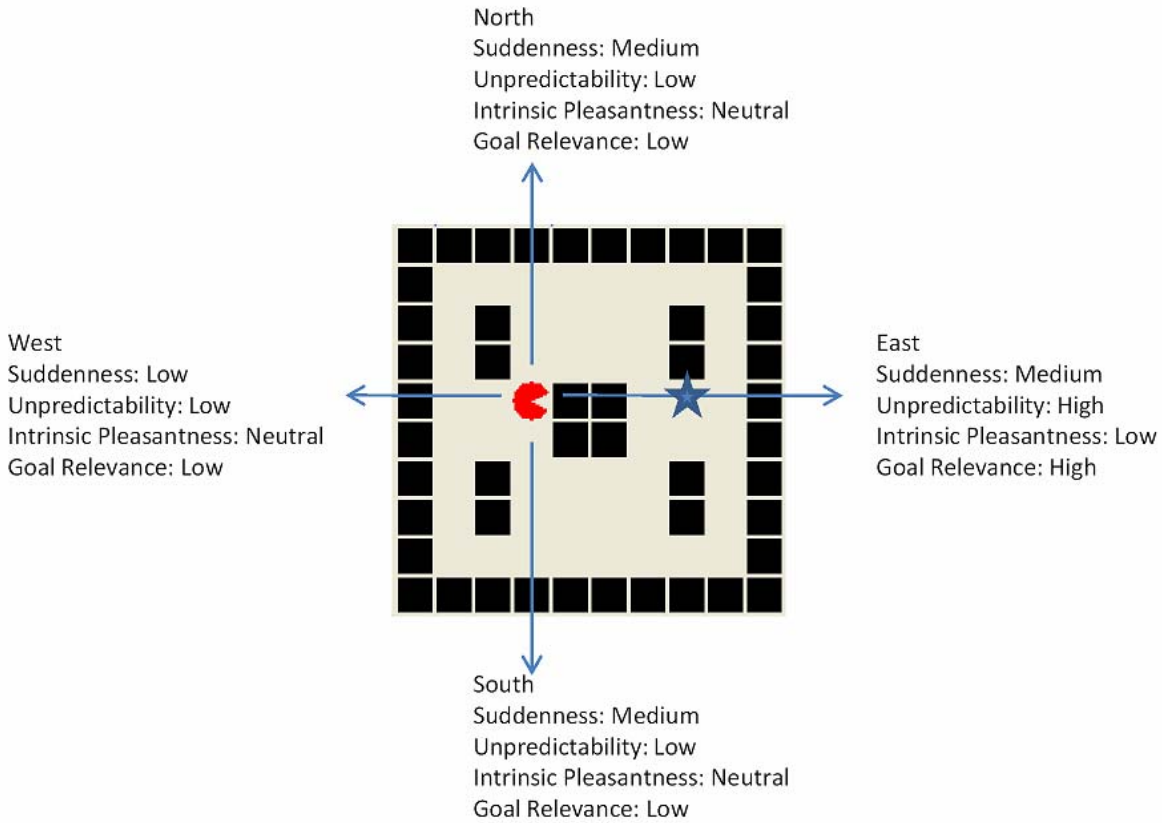 North
Suddenness: Medium
Unpredictability: Low
Intrinsic Pleasantness: Neutral
Goal Relevance: Low
West
Suddenness: Low
Unpredictability: Low
Intrinsic Pleasantness: Neutral
Goal Relevance: Low
East
Suddenness: Medium
Unpredictability: High
Intrinsic Pleasantness: Low
Goal Relevance: High
South
Suddenness: Medium
Unpredictability: Low
Intrinsic Pleasantness: Neutral
Goal Relevance: Low